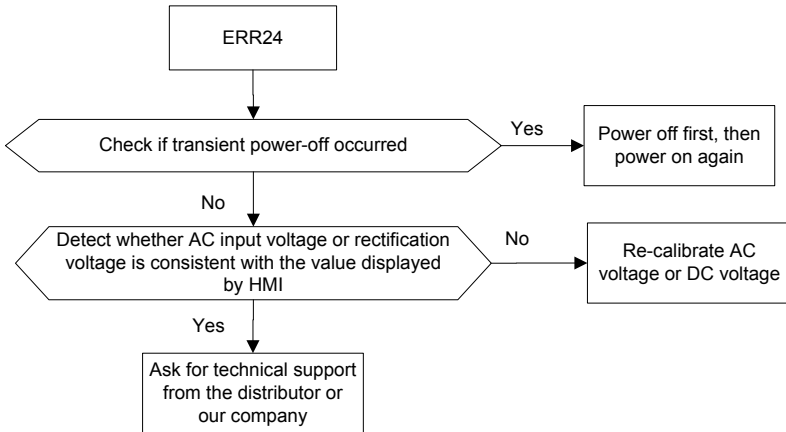 ERR24
Check if transient power-off occurred
Yes
Power off first, then
power on again
No
Detect whether AC input voltage or rectification
voltage is consistent with the value displayed
by HMI
No
Re-calibrate AC
voltage or DC voltage
Yes
Ask for technical support
from the distributor or
our company